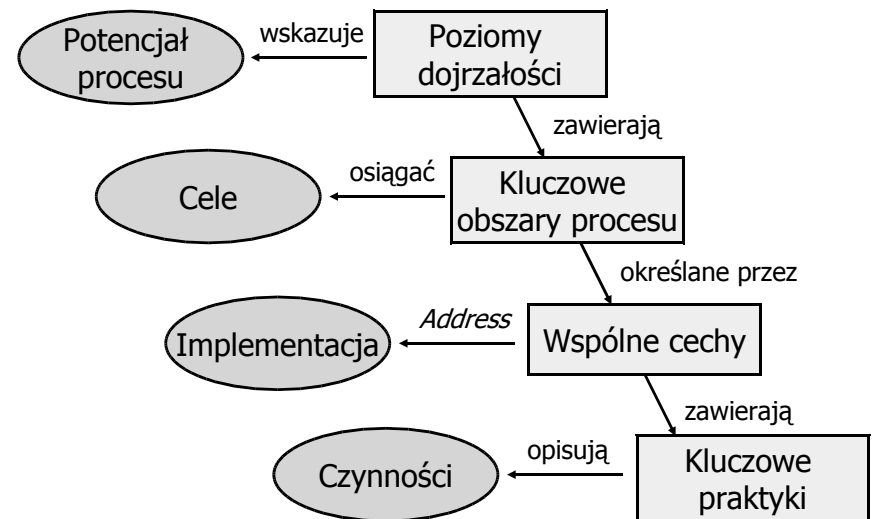 Potencjał
procesu
wskazuje
Poziomy
dojrzałości
zawierają
Cele
osiągać
Kluczowe
obszary procesu
określane przez
Implementacja
Address
Wspólne cechy
zawierają
Czynności
opisują
Kluczowe
praktyki